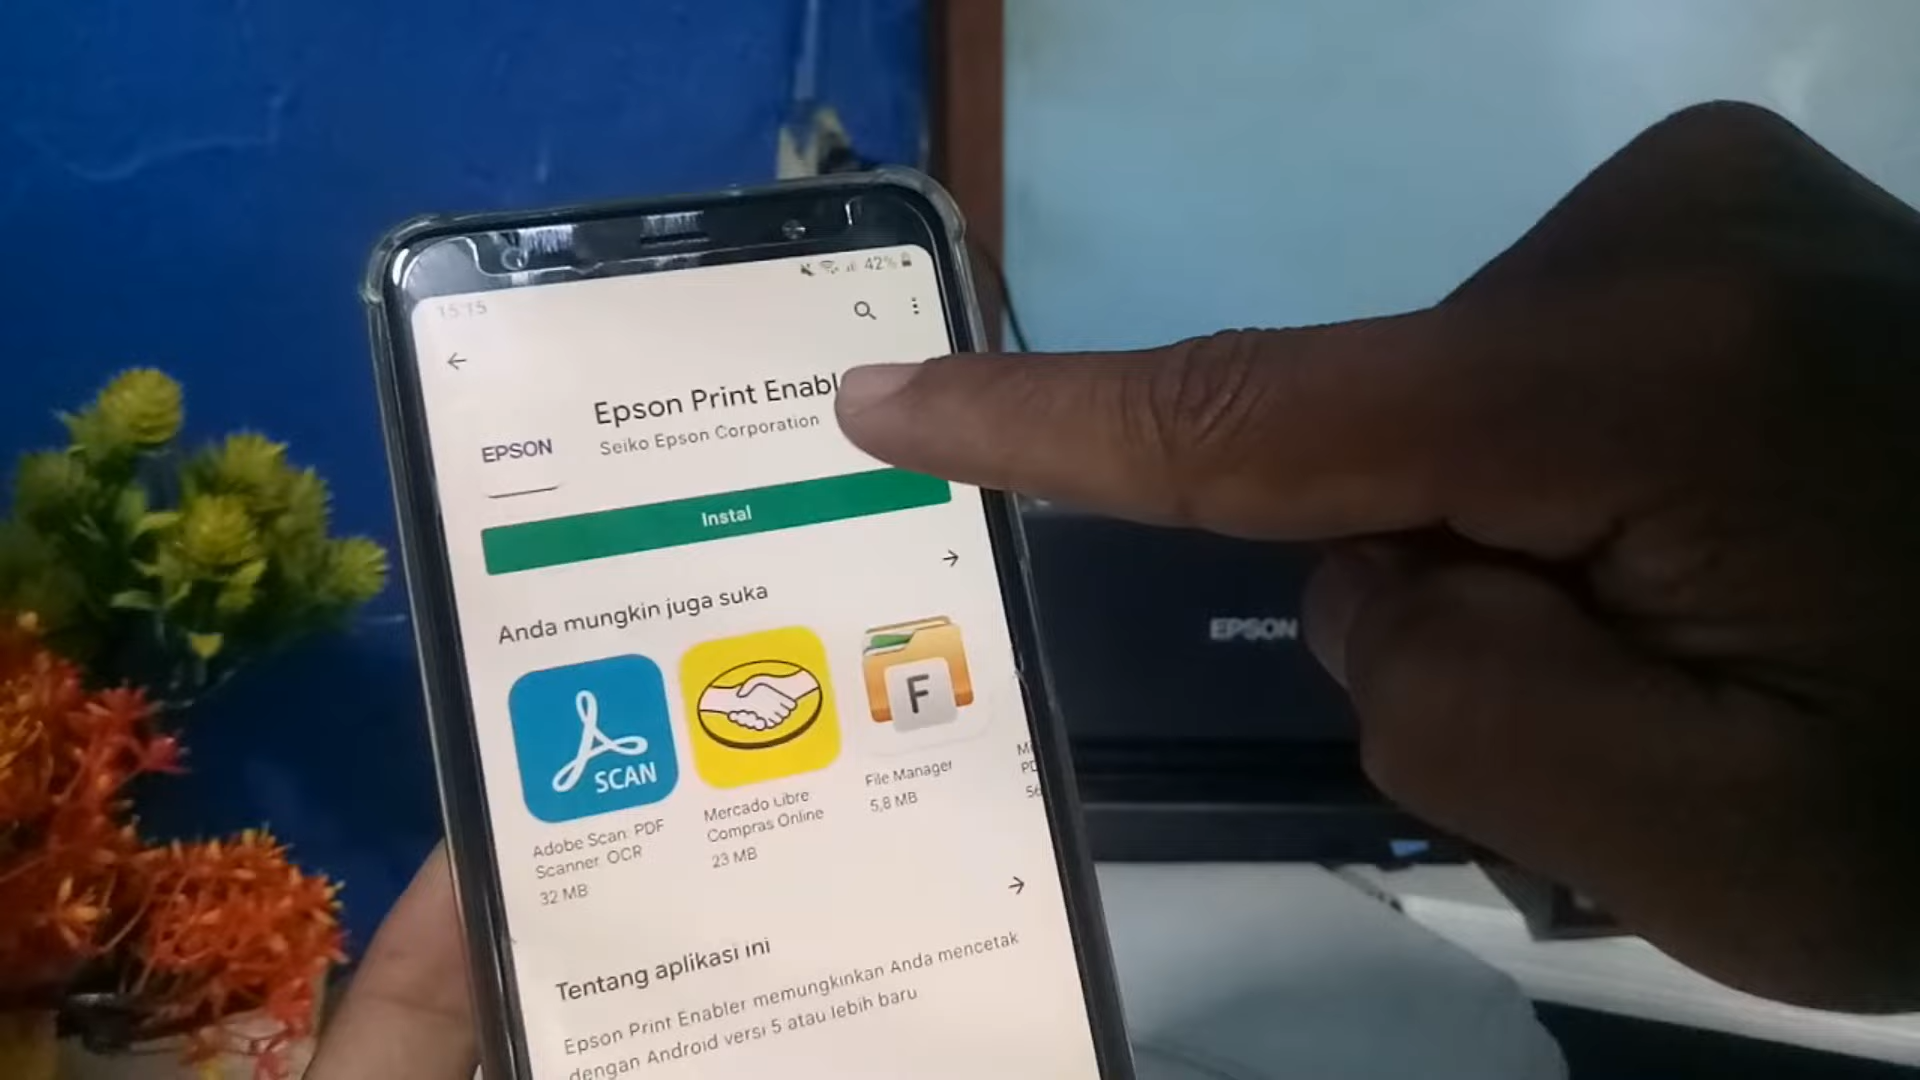 15:15
42%
Epson Print Enabl
Seiko Epson Corporation
EPSON
Instal
Anda mungkin juga suka
SCAN
F
Adobe Scan: PDF
Scanner, OCR
32 MB
Mercado Libre
Compras Online
23 MB
File Manager
5,8 MB
Tentang aplikasi ini
Epson Print Enabler memungkinkan Anda mencetak
dengan Android versi 5 atau lebih baru
EPSON